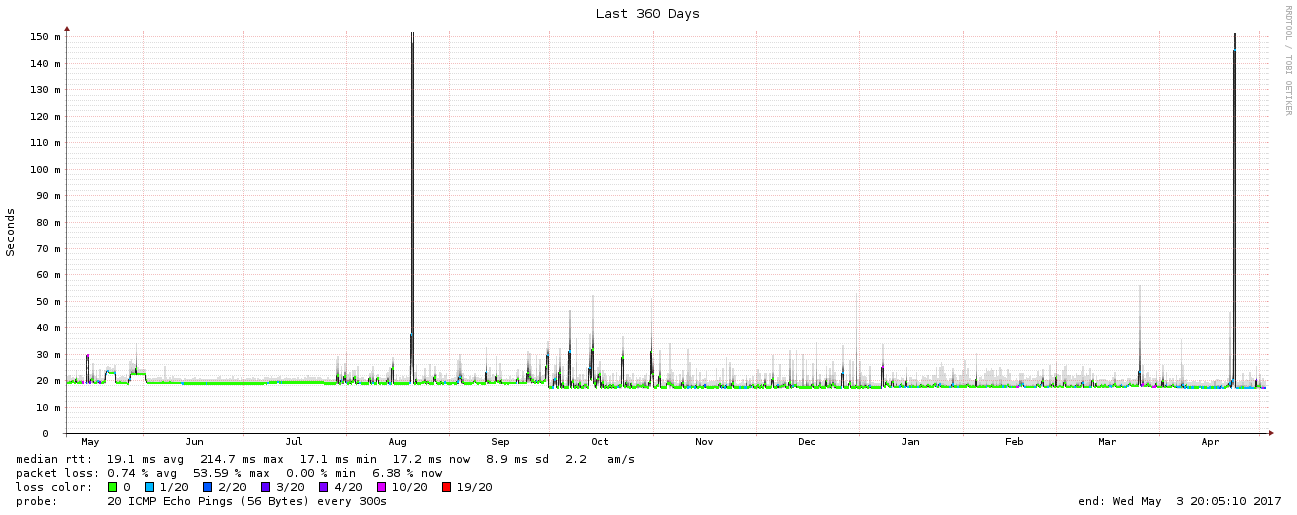 Last 360 Days
RRDTOOL / TOBI OETIKER
Seconds
150 m
140 m
130 m
120 m
110 m
100 m
90 m
80 m
70 m
60 m
50 m
40 m
30 m
20 m
10 m
0
May Jun Jul Aug Sep Oct Nov Dec Jan Feb Mar Apr
median rtt: 19.1 ms avg 214.7 ms max 17.1 ms min 17.2 ms now 8.9 ms sd 2.2 am/s
packet loss: 0.74 % avg 53.59 % max 0.00 % min 6.38 % now
loss color: 0 1/20 2/20 3/20 4/20 10/20 19/20
probe: 20 ICMP Echo Pings (56 Bytes) every 300s
end: Wed May 3 20:05:10 2017